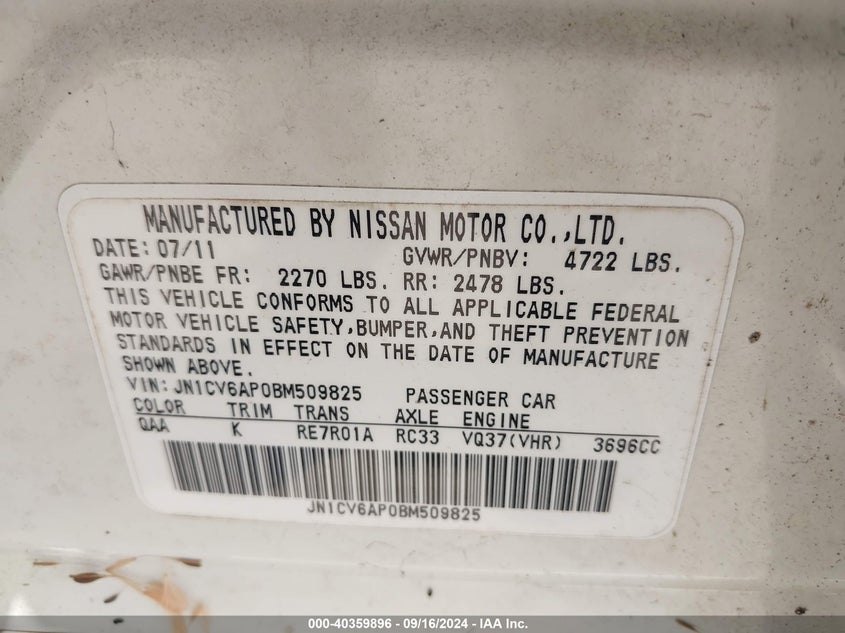 MANUFACTURED BY NISSAN MOTOR CO.,LTD.
DATE: 07/11 GVWR/PNBV: 4722 LBS.
GAWR/PNBE FR: 2270 LBS. RR: 2478 LBS.
THIS VEHICLE CONFORMS TO ALL APPLICABLE FEDERAL
MOTOR VEHICLE SAFETY,BUMPER,AND THEFT PREVENTION
STANDARDS IN EFFECT ON THE DATE OF MANUFACTURE
SHOWN ABOVE.
VIN: JN1CV6AP0BM509825 PASSENGER CAR
COLOR TRIM TRANS AXLE ENGINE
QAA K RE7R01A RC33 VQ37(VHR) 3696CC
JN1CV6AP0BM509825
000-40359896 - 09/16/2024 - IAA Inc.